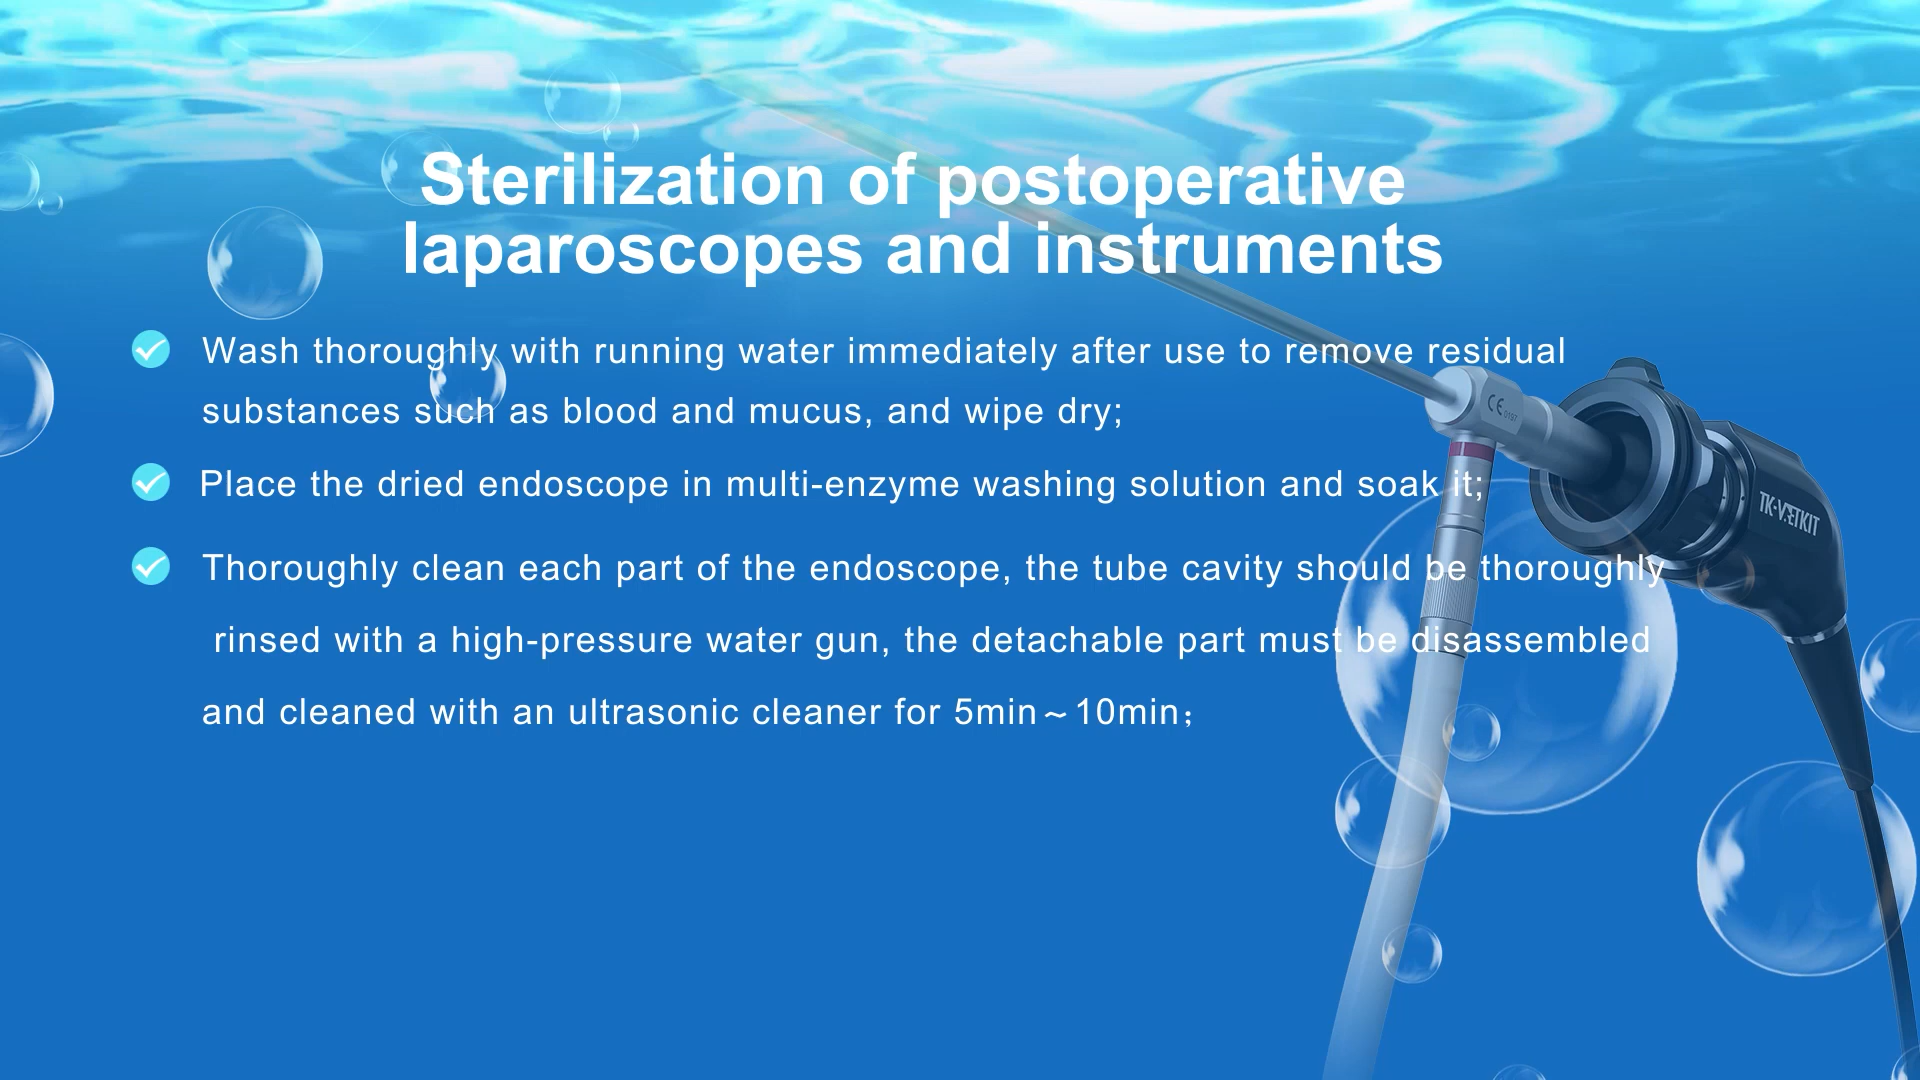 Sterilization of postoperative
laparoscopes and instruments
Wash thoroughly with running water immediately after use to remove residual
substances such as blood and mucus, and wipe dry;
CE 0197
Place the dried endoscope in multi-enzyme washing solution and soak it;
TK-VETKIT
Thoroughly clean each part of the endoscope, the tube cavity should be thoroughly
rinsed with a high-pressure water gun, the detachable part must be disassembled
and cleaned with an ultrasonic cleaner for 5min～10min；